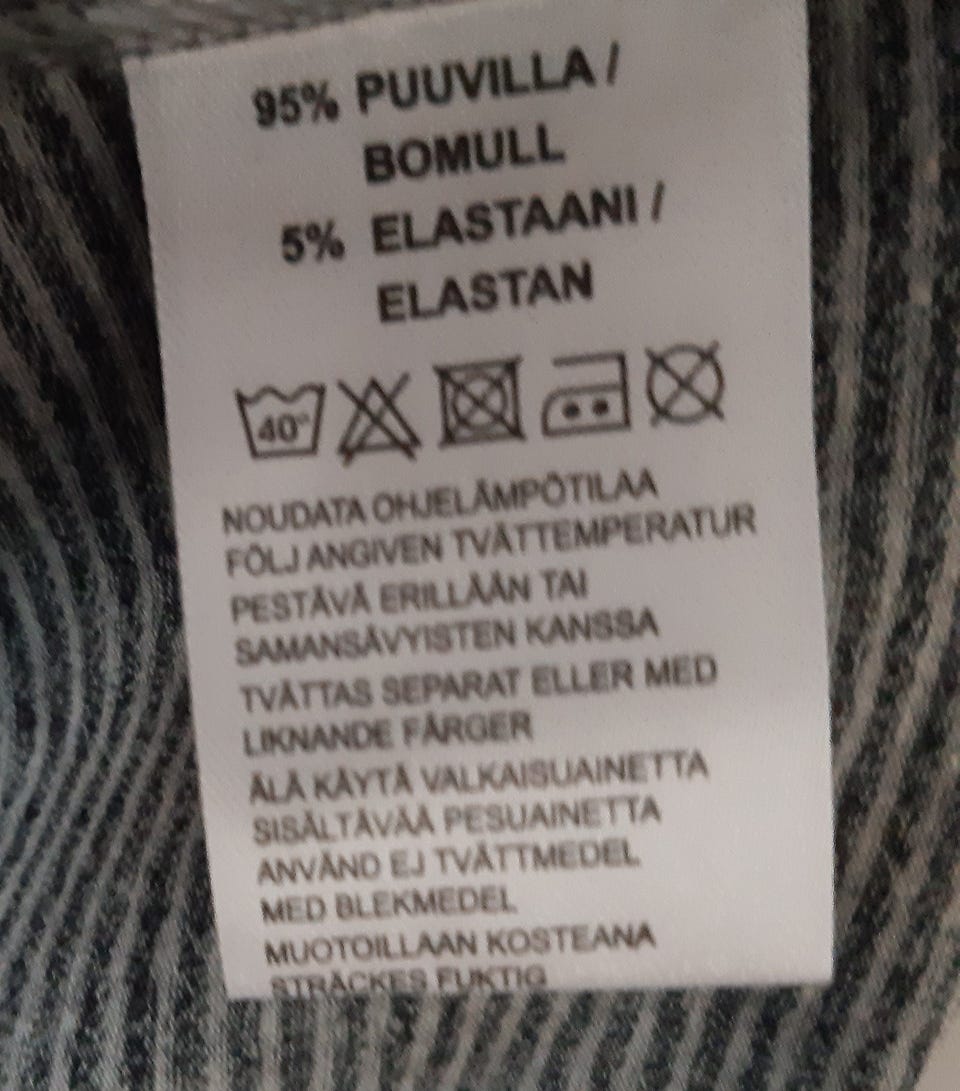 95% PUUVILLA /
BOMULL
5% ELASTAANI /
ELASTAN
40°
NOUDATA OHJELÄMPÖTILAA
FÖLJ ANGIVEN TVÄTTEMPERATUR
PESTÄVÄ ERILLÄÄN TAI
SAMANSÄVYISTEN KANSSA
TVÄTTAS SEPARAT ELLER MED
LIKNANDE FÄRGER
ÄLÄ KÄYTÄ VALKAISUAINETTA
SISÄLTÄVÄÄ PESUAINETTA
ANVÄND EJ TVÄTTMEDEL
MED BLEKMEDEL
MUOTOILLAAN KOSTEANA
STRÄCKES FUKTIG